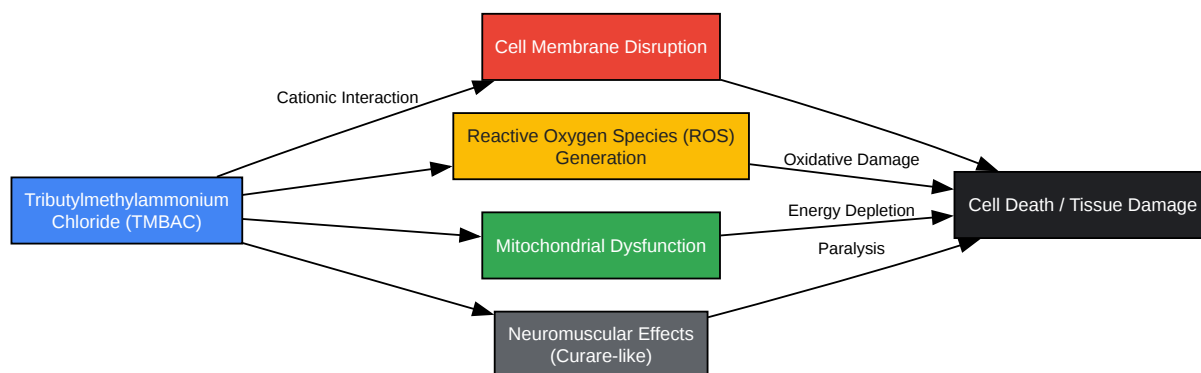 Cell Membrane Disruption
Cationic Interaction
Reactive Oxygen Species (ROS)
Generation
Oxidative Damage
Tributylmethylammonium
Chloride (TMBAC)
Cell Death / Tissue Damage
Energy Depletion
Mitochondrial Dysfunction
Paralysis
Neuromuscular Effects
(Curare-like)